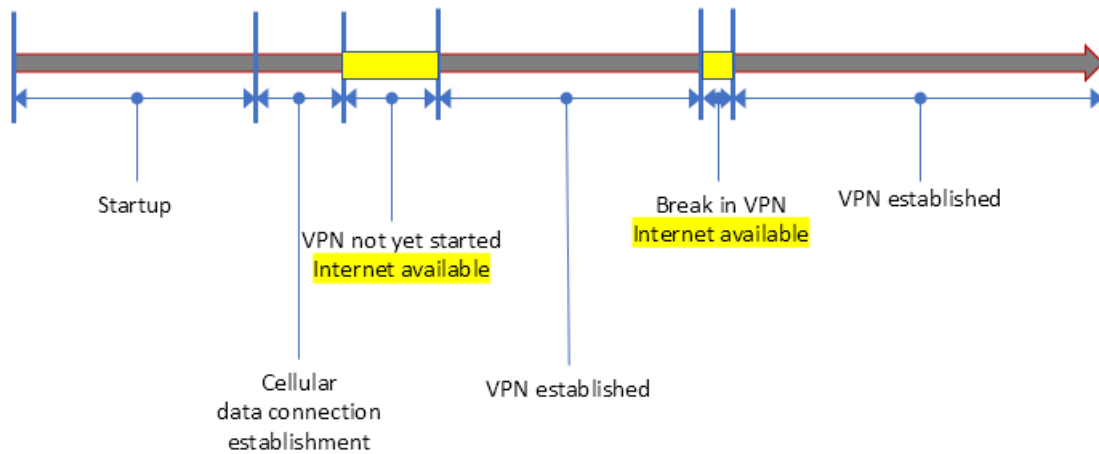 Startup
Cellular
data connection
establishment
VPN not yet started
Internet available
VPN established
Break in VPN
Internet available
VPN established